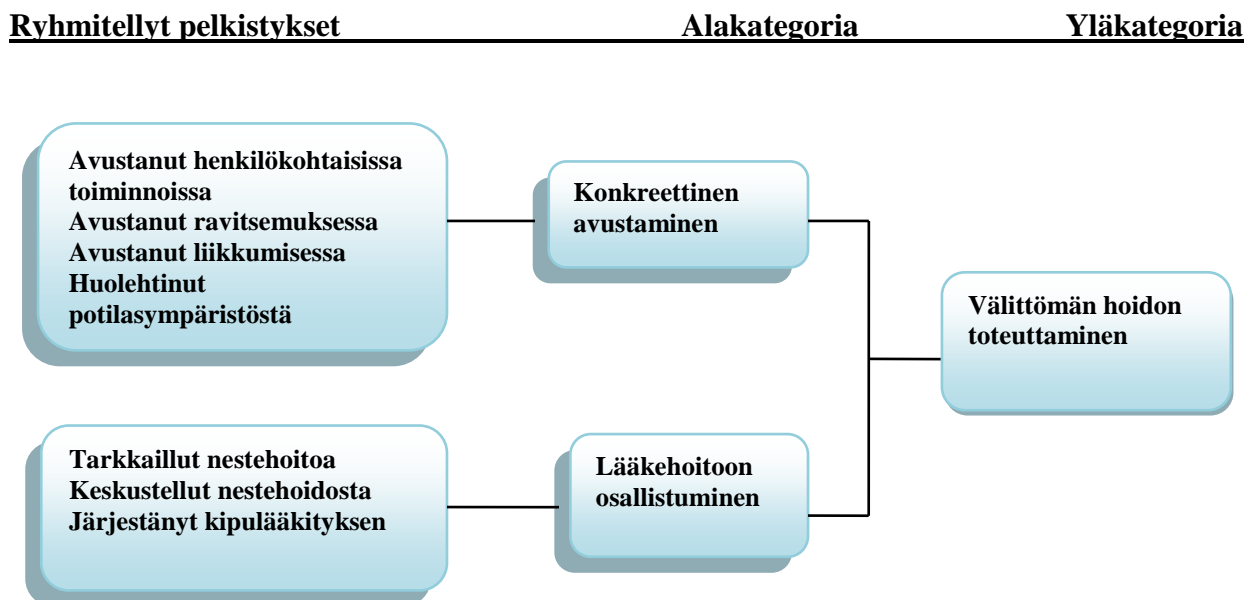 Ryhmitellyt pelkistykset Alakategoria Yläkategoria
Avustanut henkilökohtaisissa
toiminnoissa
Avustanut ravitsemuksessa
Avustanut liikkumisessa
Huolehtinut
potilasympäristöstä
Konkreettinen
avustaminen
Välittömän hoidon
toteuttaminen
Tarkkaillut nestehoitoa
Keskustellut nestehoidosta
Järjestänyt kipulääkityksen
Lääkehoitoon
osallistuminen